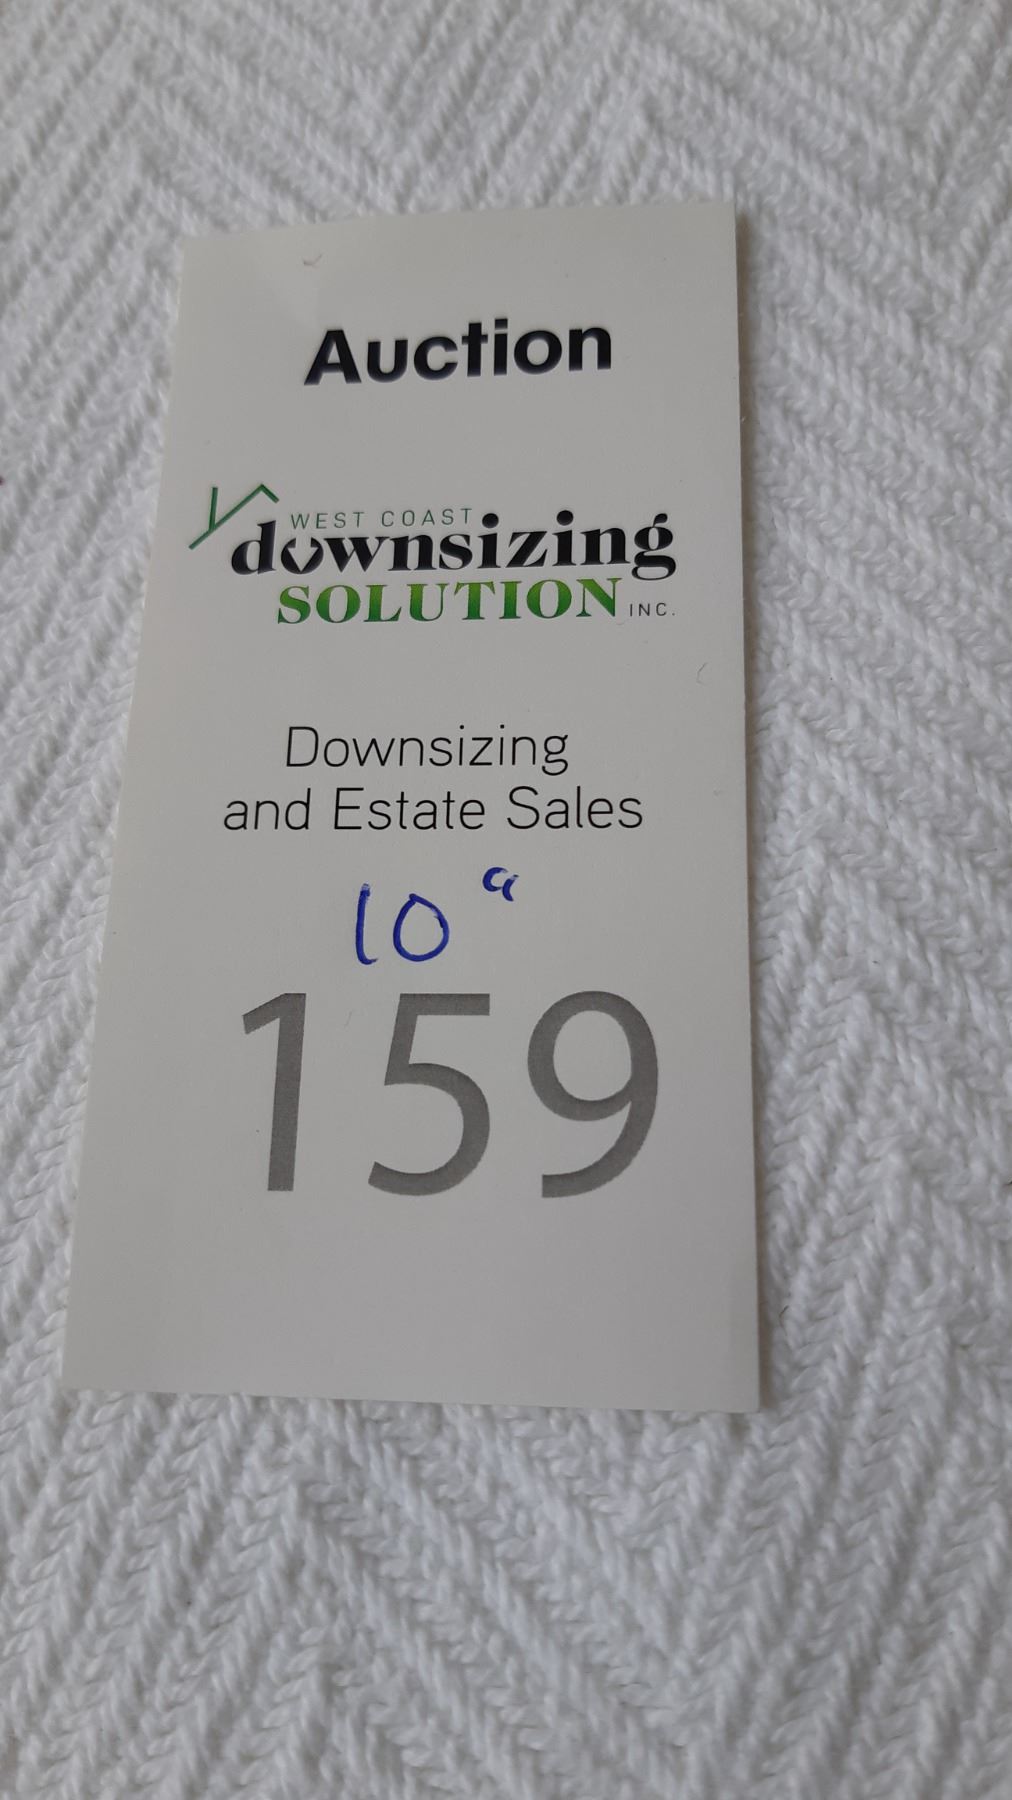 Auction
WEST COAST
downsizing
SOLUTION INC.
Downsizing
and Estate Sales
10"
159